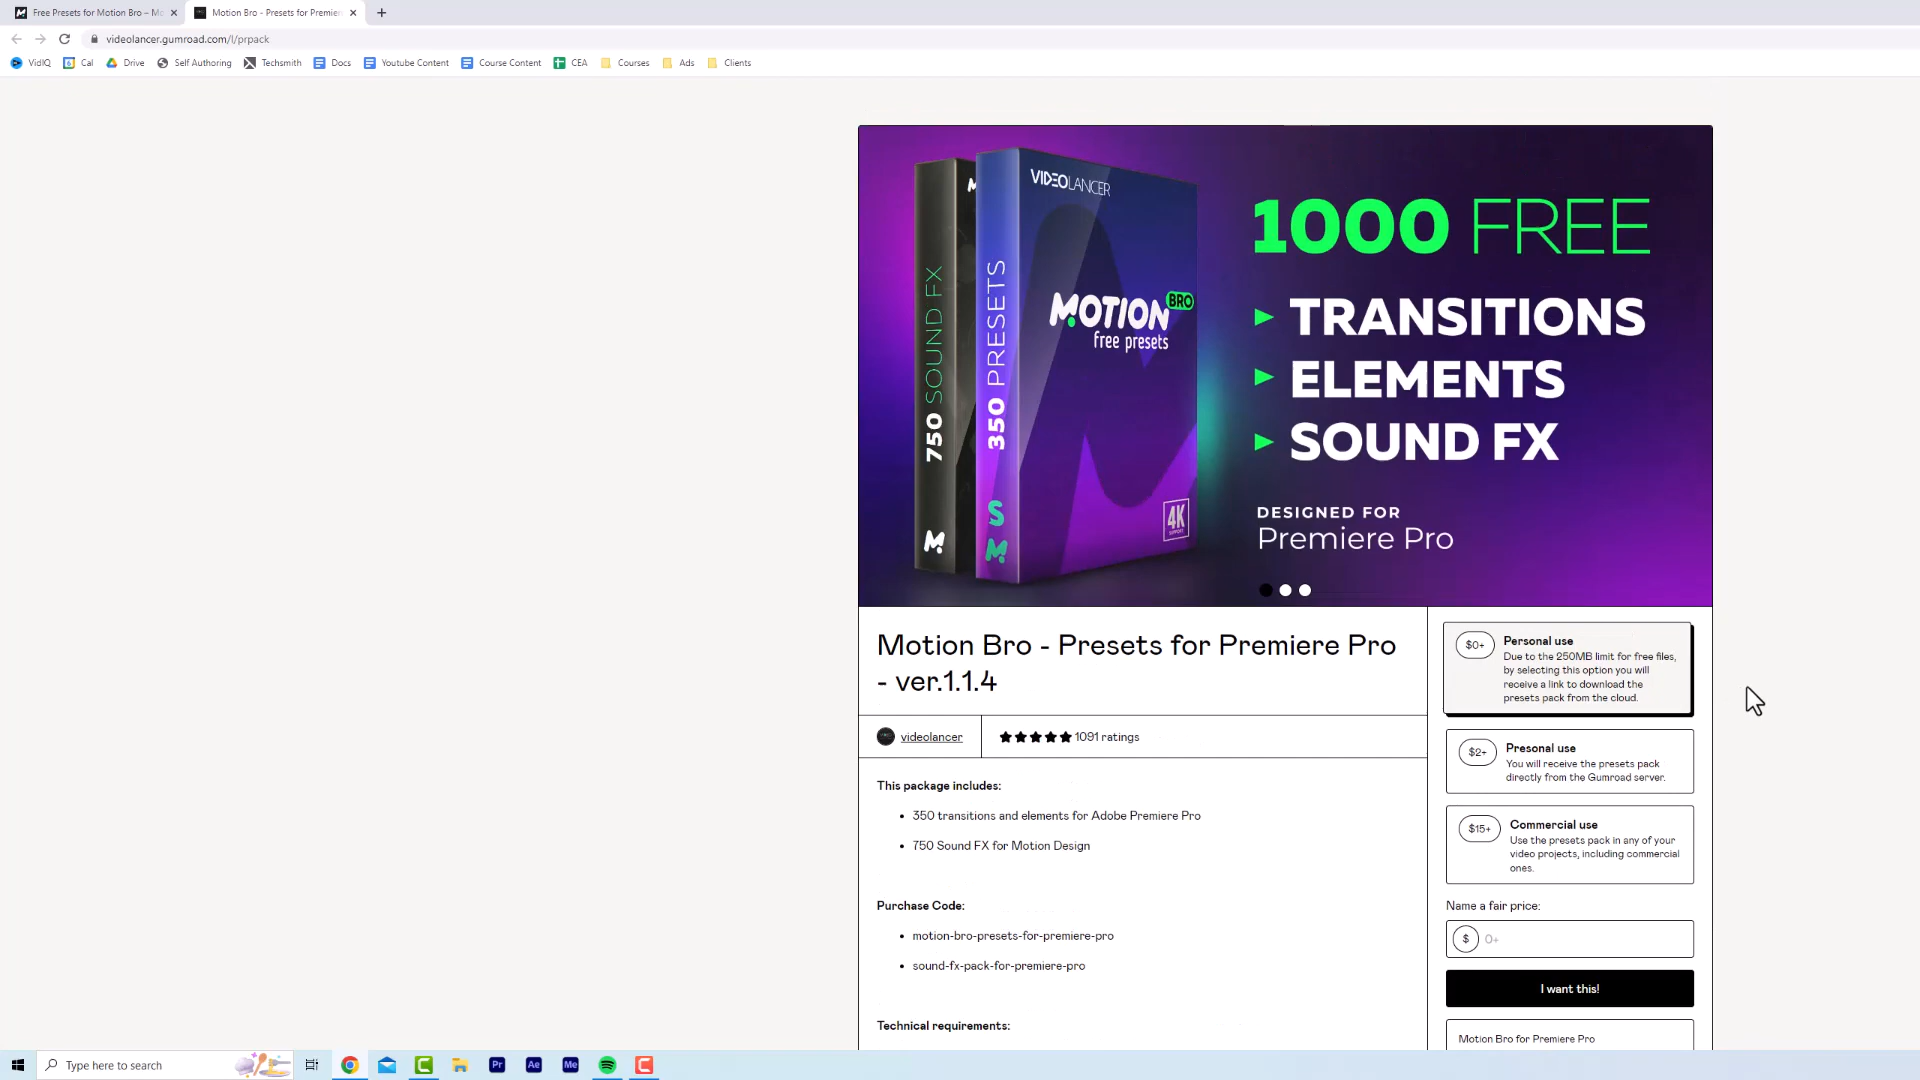 Free Presets for Motion Bro – Mo
Motion Bro - Presets for Premier
videolancer.gumroad.com/l/prpack
VidIQ
Cal
Drive
Self Authoring
Techsmith
Docs
Youtube Content
Course Content
CEA
Courses
Ads
Clients
VIDEOLANCER
750 SOUND FX
350 PRESETS
MOTION BRO
free presets
4K
1000 FREE
TRANSITIONS
ELEMENTS
SOUND FX
DESIGNED FOR
Premiere Pro
Motion Bro - Presets for Premiere Pro
- ver.1.1.4
videolancer
1091 ratings
This package includes:
350 transitions and elements for Adobe Premiere Pro
750 Sound FX for Motion Design
Purchase Code:
motion-bro-presets-for-premiere-pro
sound-fx-pack-for-premiere-pro
Technical requirements:
$0+
Personal use
Due to the 250MB limit for free files,
by selecting this option you will
receive a link to download the
presets pack from the cloud.
$2+
Presonal use
You will receive the presets pack
directly from the Gumroad server.
$15+
Commercial use
Use the presets pack in any of your
video projects, including commercial
ones.
Name a fair price:
$ 0+
I want this!
Motion Bro for Premiere Pro
Type here to search
Pr
Ae
Me